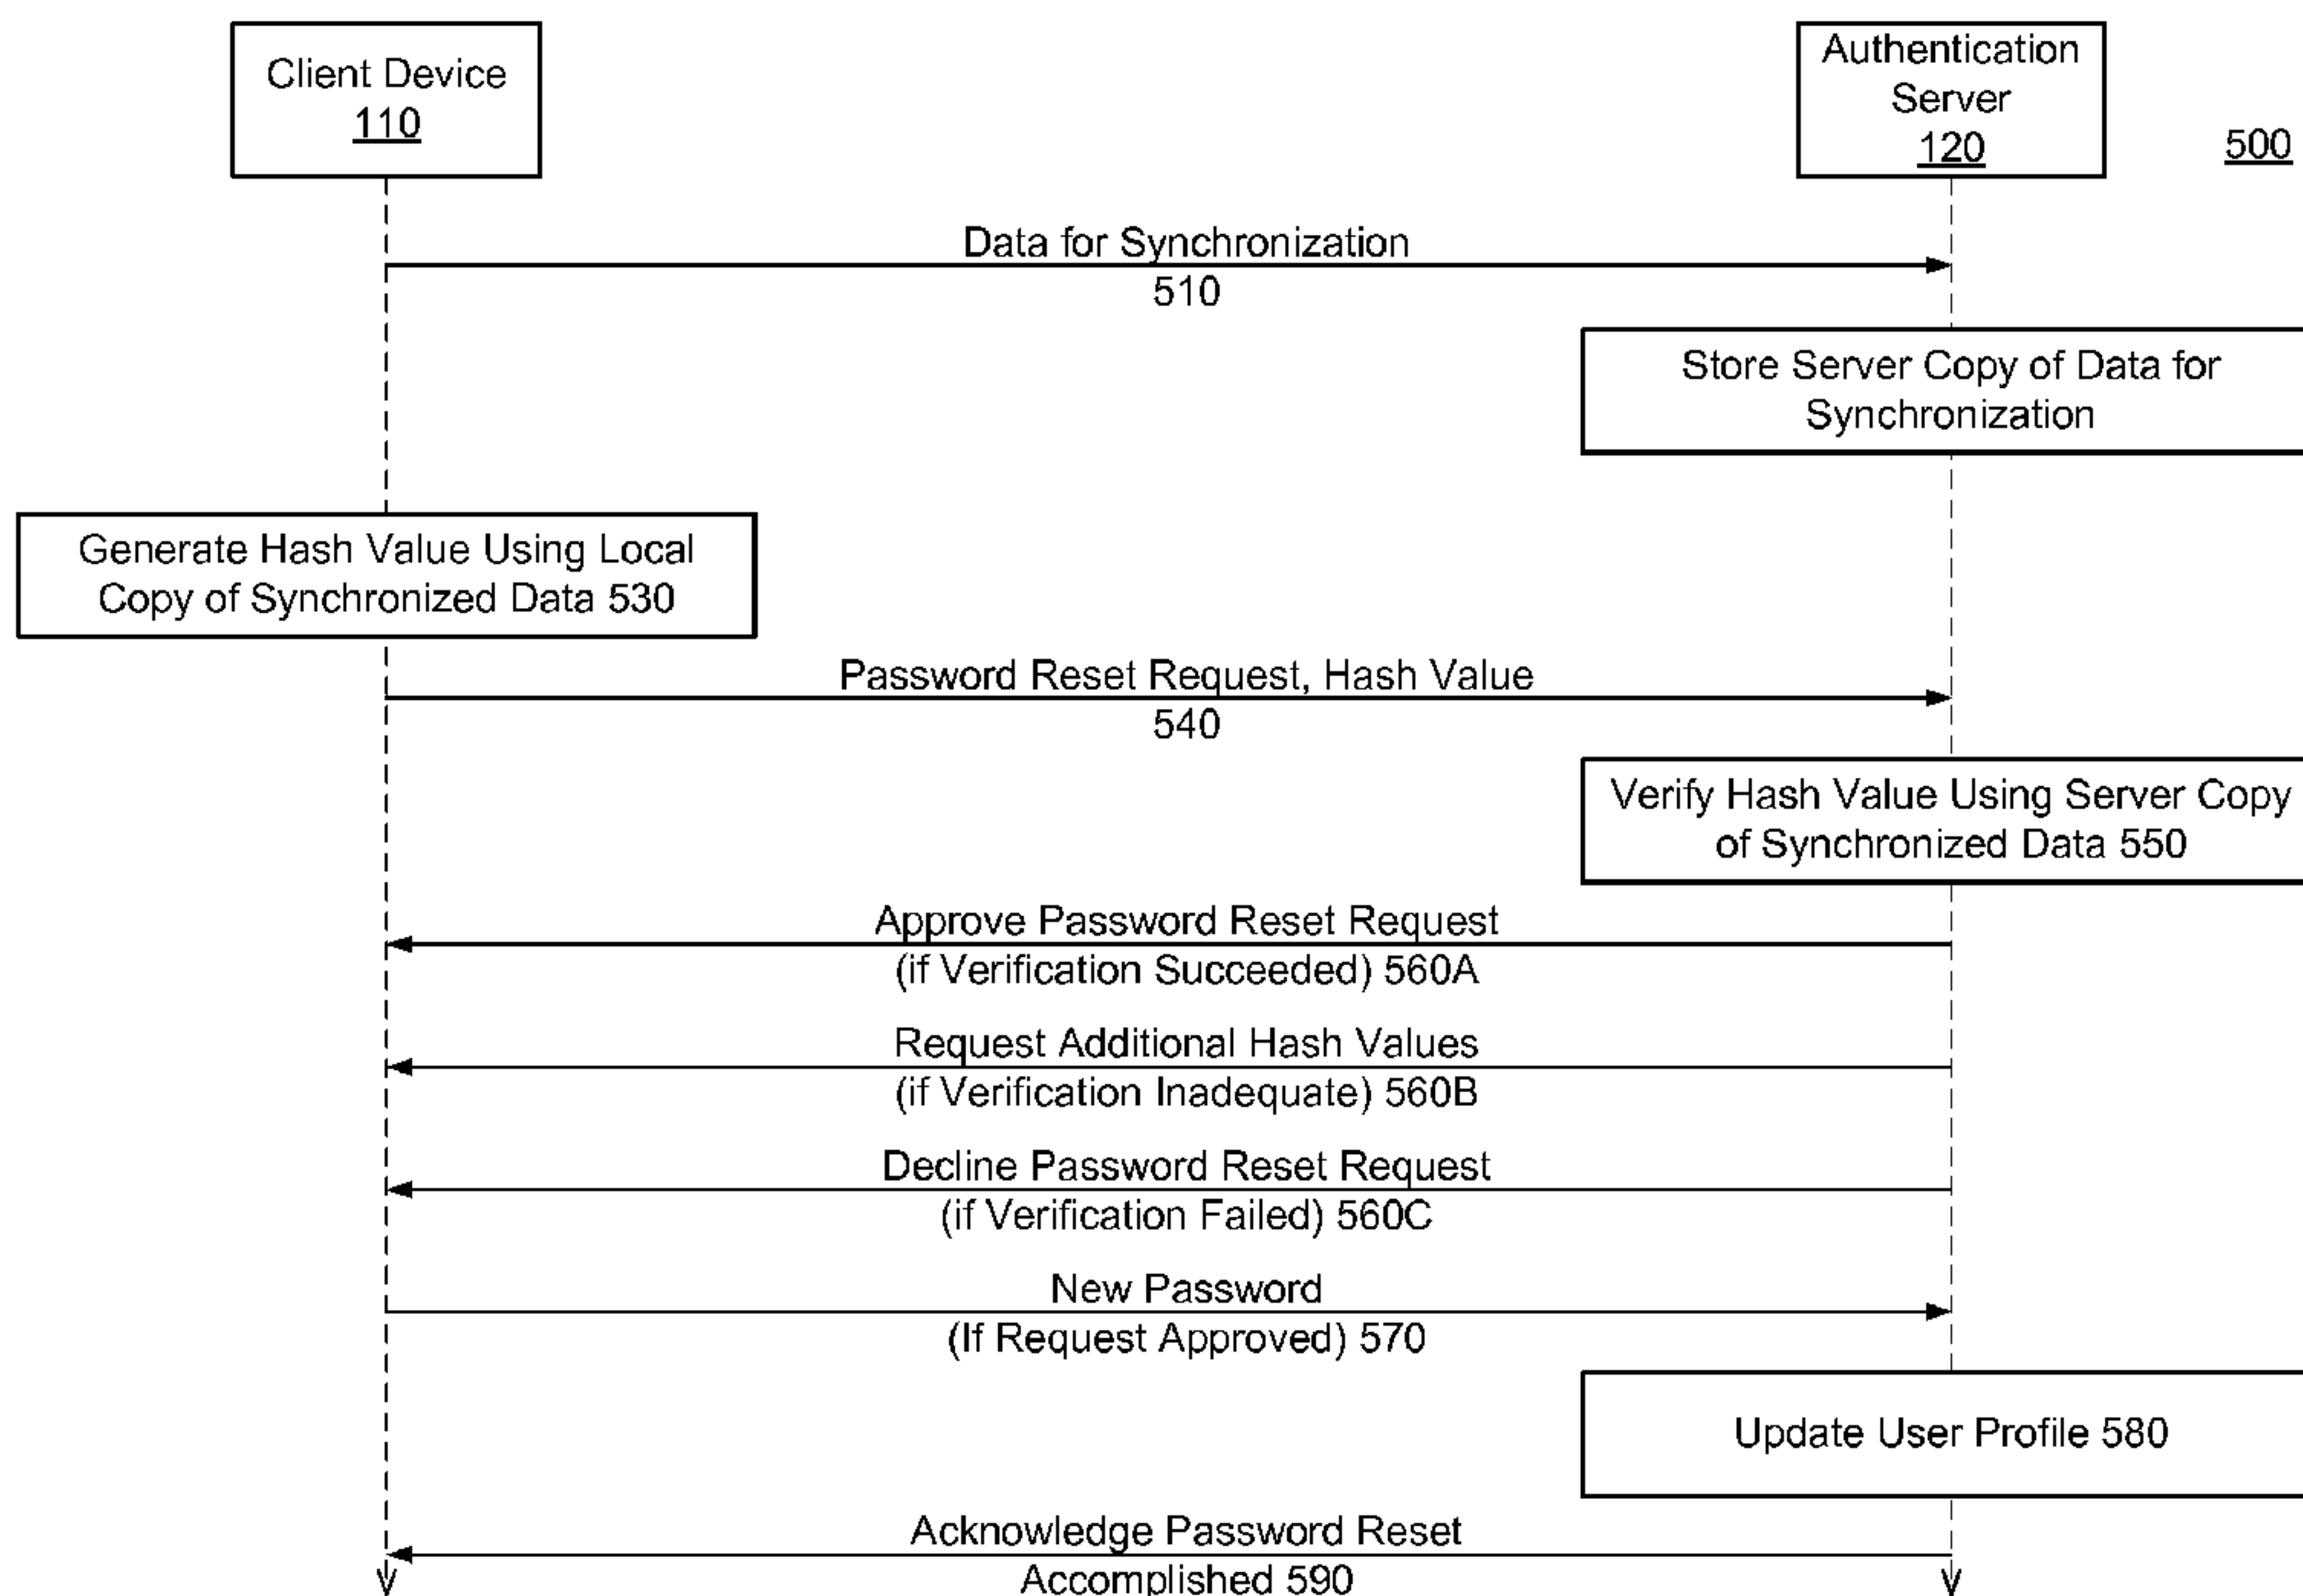 Client Device
110
Authentication
Server
120
500
Data for Synchronization
510
Store Server Copy of Data for
Synchronization
Generate Hash Value Using Local
Copy of Synchronized Data 530
Password Reset Request, Hash Value
540
Verify Hash Value Using Server Copy
of Synchronized Data 550
Approve Password Reset Request
(if Verification Succeeded) 560A
Request Additional Hash Values
(if Verification Inadequate) 560B
Decline Password Reset Request
(if Verification Failed) 560C
New Password
(If Request Approved) 570
Update User Profile 580
Acknowledge Password Reset
Accomplished 590